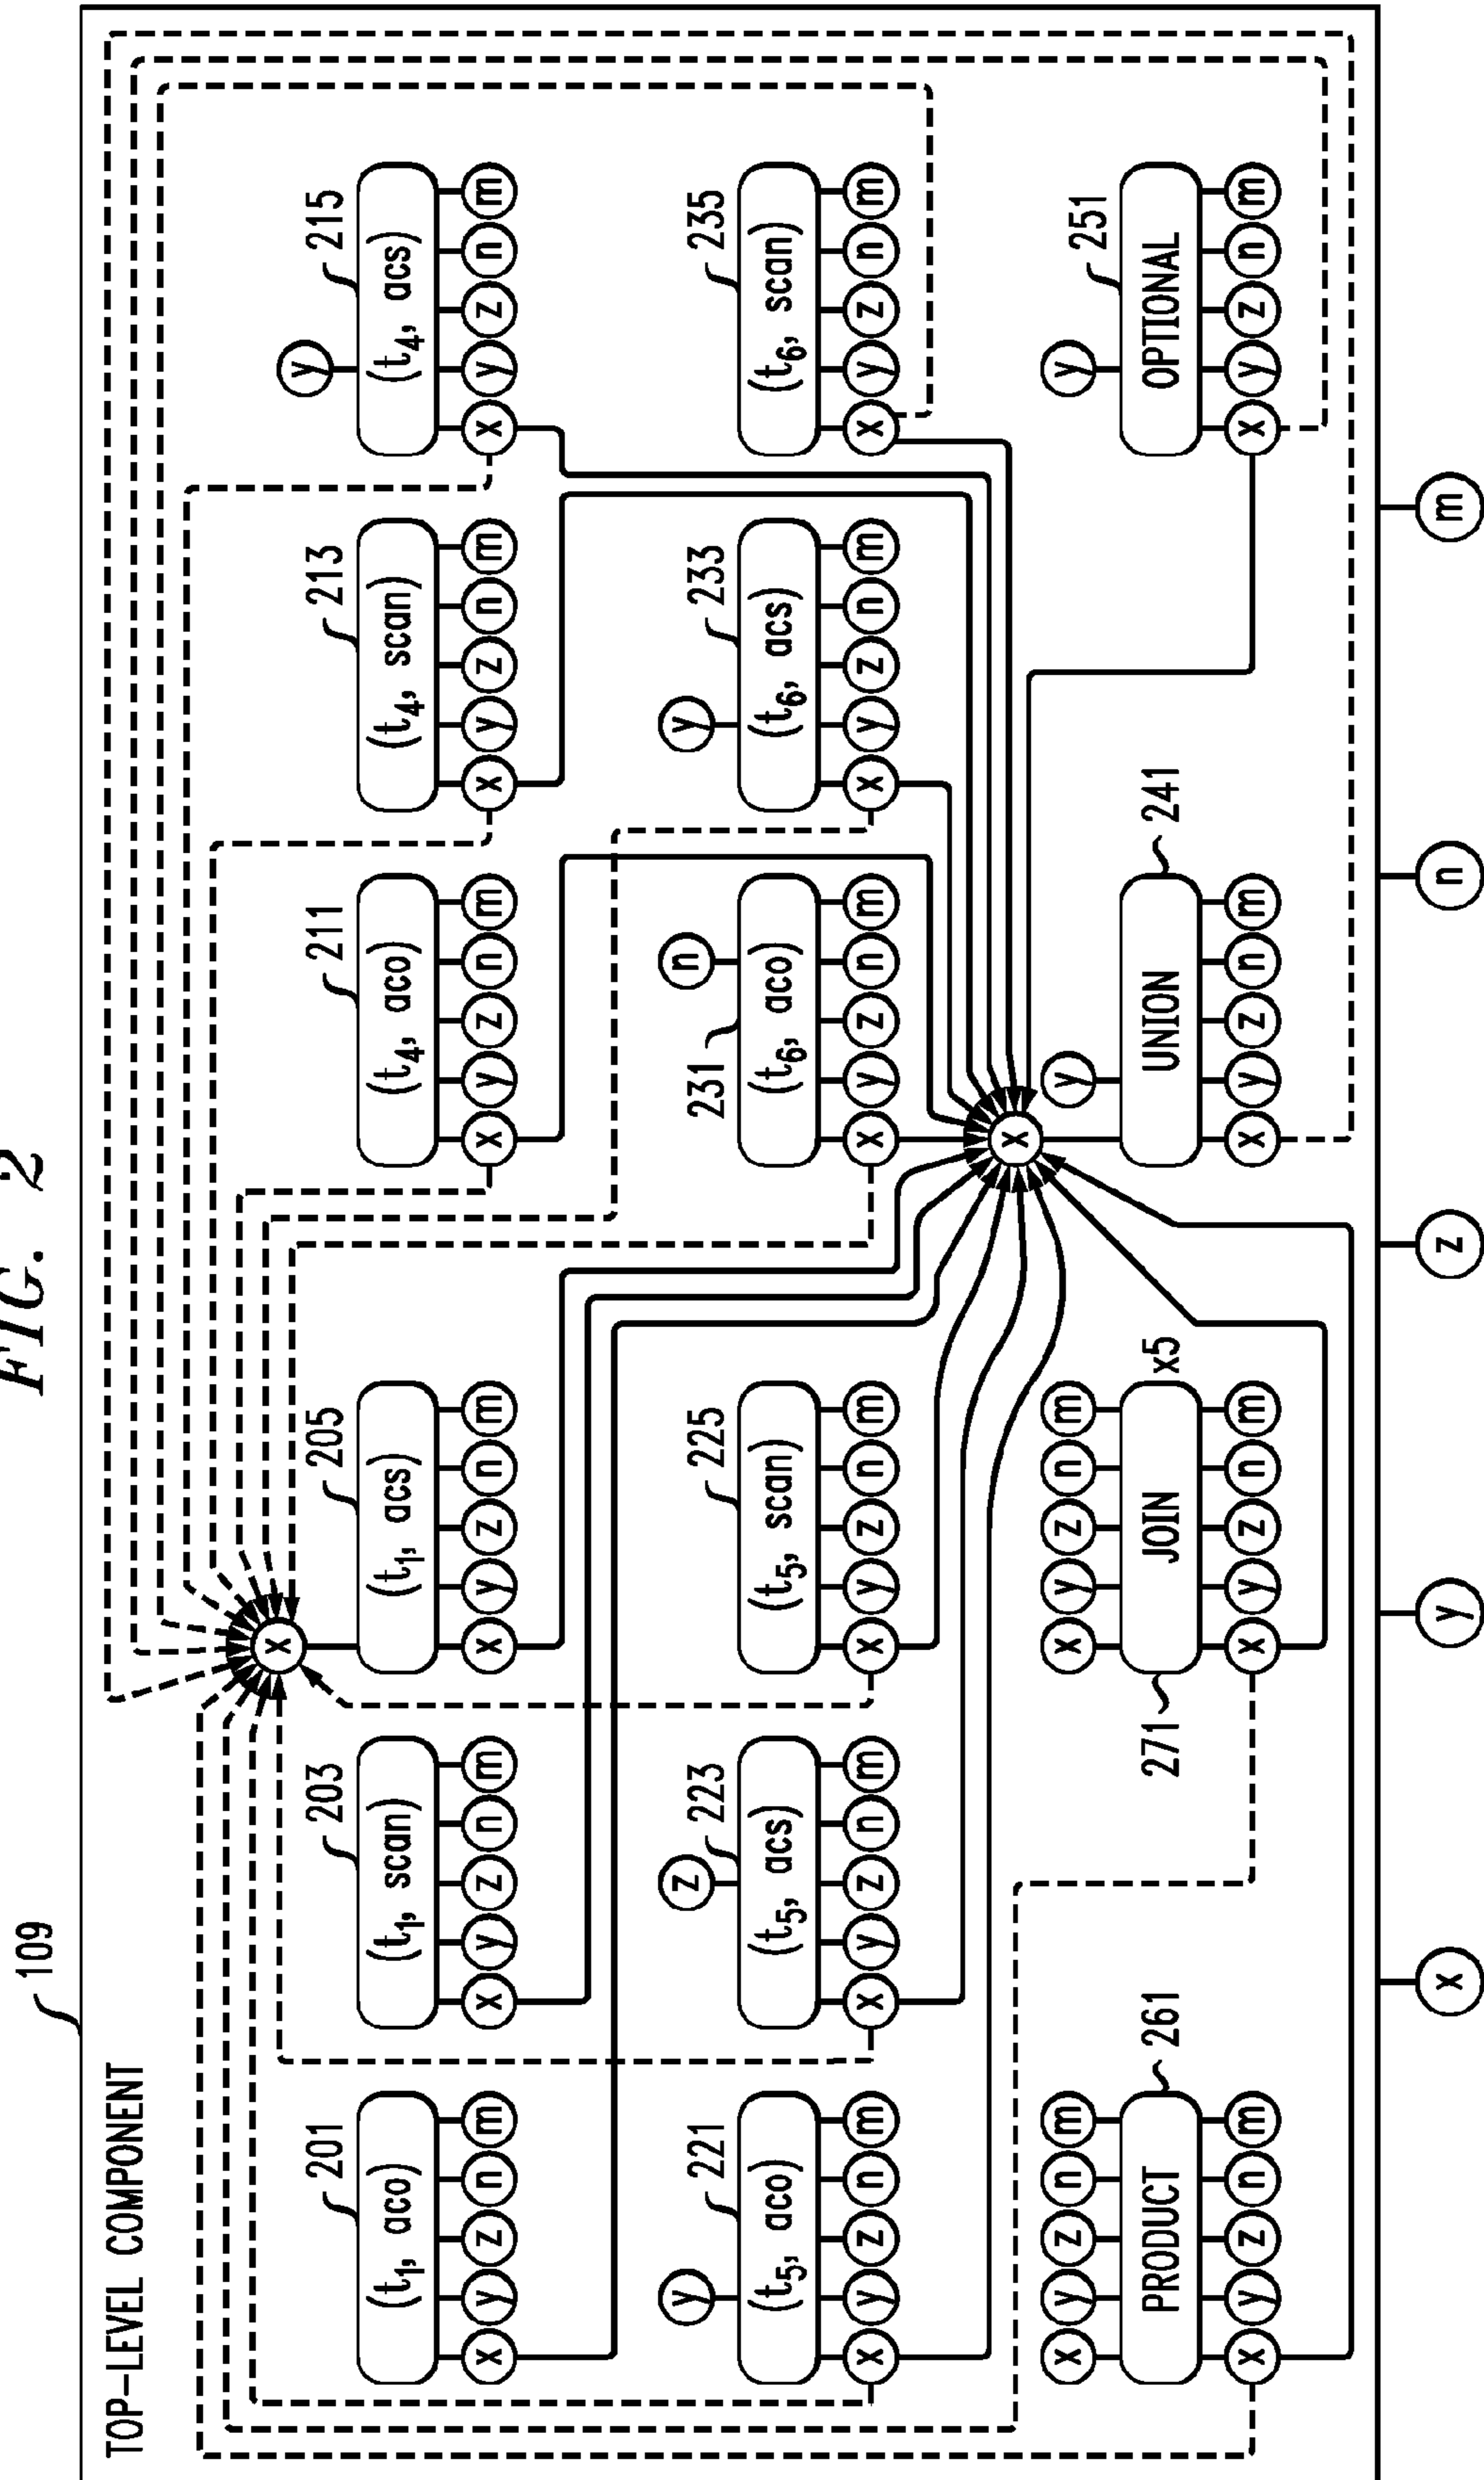 FIG. 2
109
TOP-LEVEL COMPONENT
x
201 203 205 211 213 215
y
(t1, aco) (t1, scan) (t1, acs) (t4, aco) (t4, scan) (t4, acs)
x y z n m x y z n m x y z n m x y z n m x y z n m x y z n m
y 221 z 223 225 231 n y 233 235
(t5, aco) (t5, acs) (t5, scan) (t6, aco) (t6, acs) (t6, scan)
x y z n m x y z n m x y z n m x y z n m x y z n m x y z n m
x
x y z n m x y z n m y y 251
PRODUCT 261 271 JOIN x5 UNION 241 OPTIONAL
x y z n m x y z n m x y z n m x y z n m
x y z n m